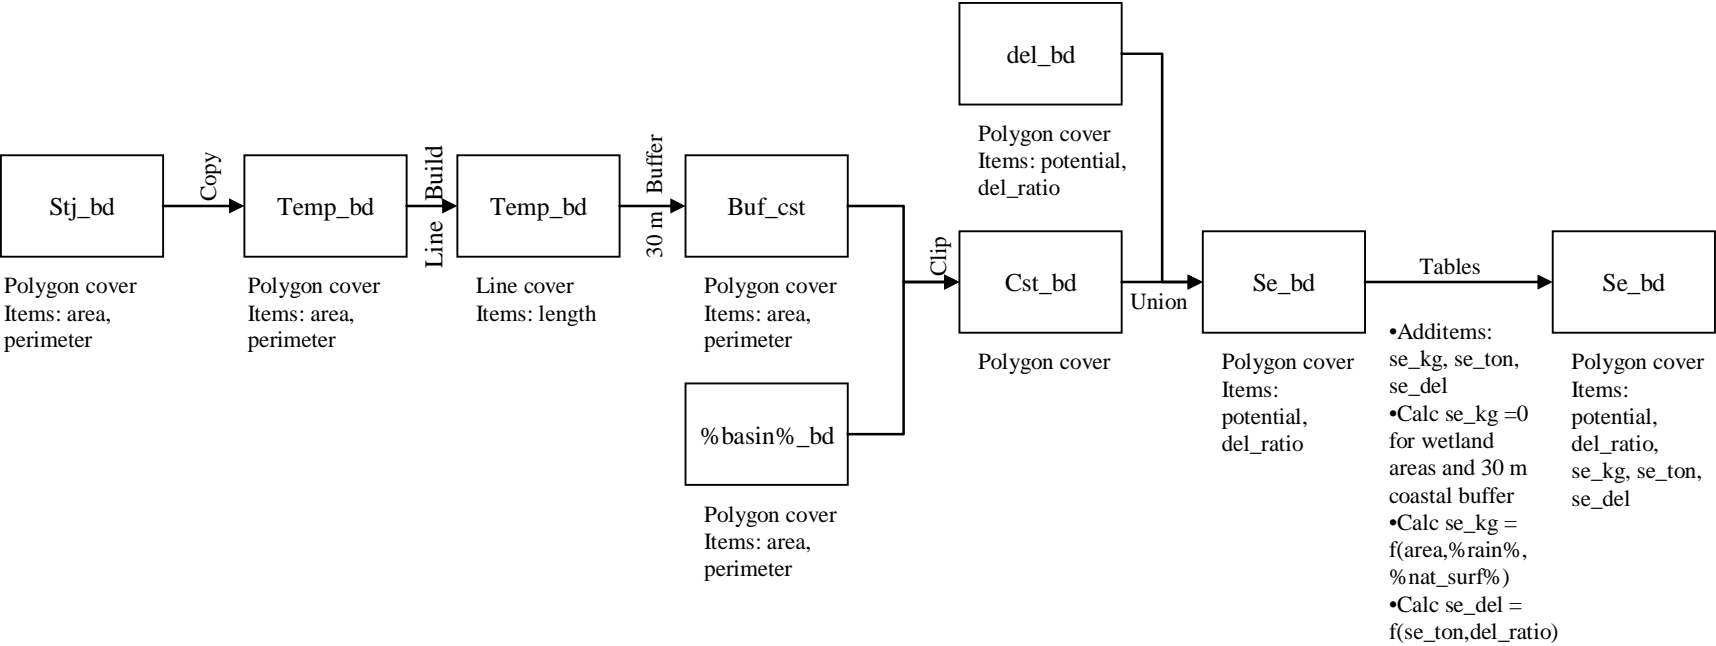 del_bd
Polygon cover
Items: potential,
del_ratio
Stj_bd
Polygon cover
Items: area,
perimeter
Copy
Temp_bd
Polygon cover
Items: area,
perimeter
Line Build
Temp_bd
Line cover
Items: length
30 m Buffer
Buf_cst
Polygon cover
Items: area,
perimeter
%basin%_bd
Polygon cover
Items: area,
perimeter
Clip
Cst_bd
Polygon cover
Union
Se_bd
Polygon cover
Items:
potential,
del_ratio
Tables
•Additems:
se_kg, se_ton,
se_del
•Calc se_kg =0
for wetland
areas and 30 m
coastal buffer
•Calc se_kg =
f(area,%rain%,
%nat_surf%)
•Calc se_del =
f(se_ton,del_ratio)
Se_bd
Polygon cover
Items:
potential,
del_ratio,
se_kg, se_ton,
se_del